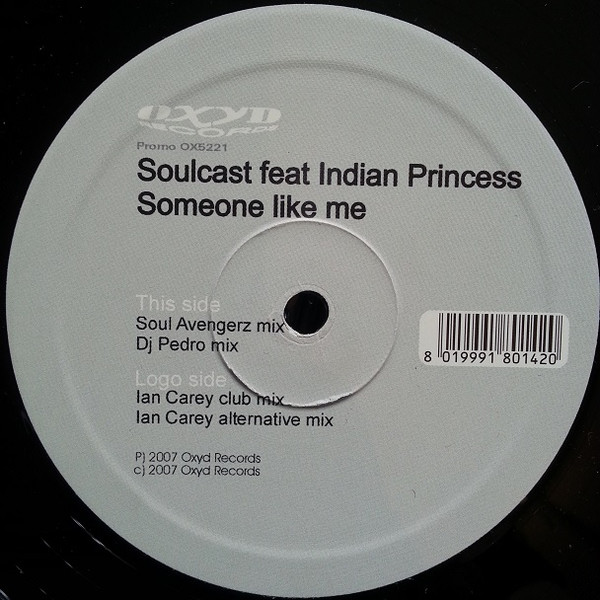 OXYD
RECORDS
Promo OX5221
Soulcast feat Indian Princess
Someone like me
This side
Soul Avengerz mix
Dj Pedro mix
Logo side
Ian Carey club mix
Ian Carey alternative mix
P) 2007 Oxyd Records
c) 2007 Oxyd Records
8 019991 801420